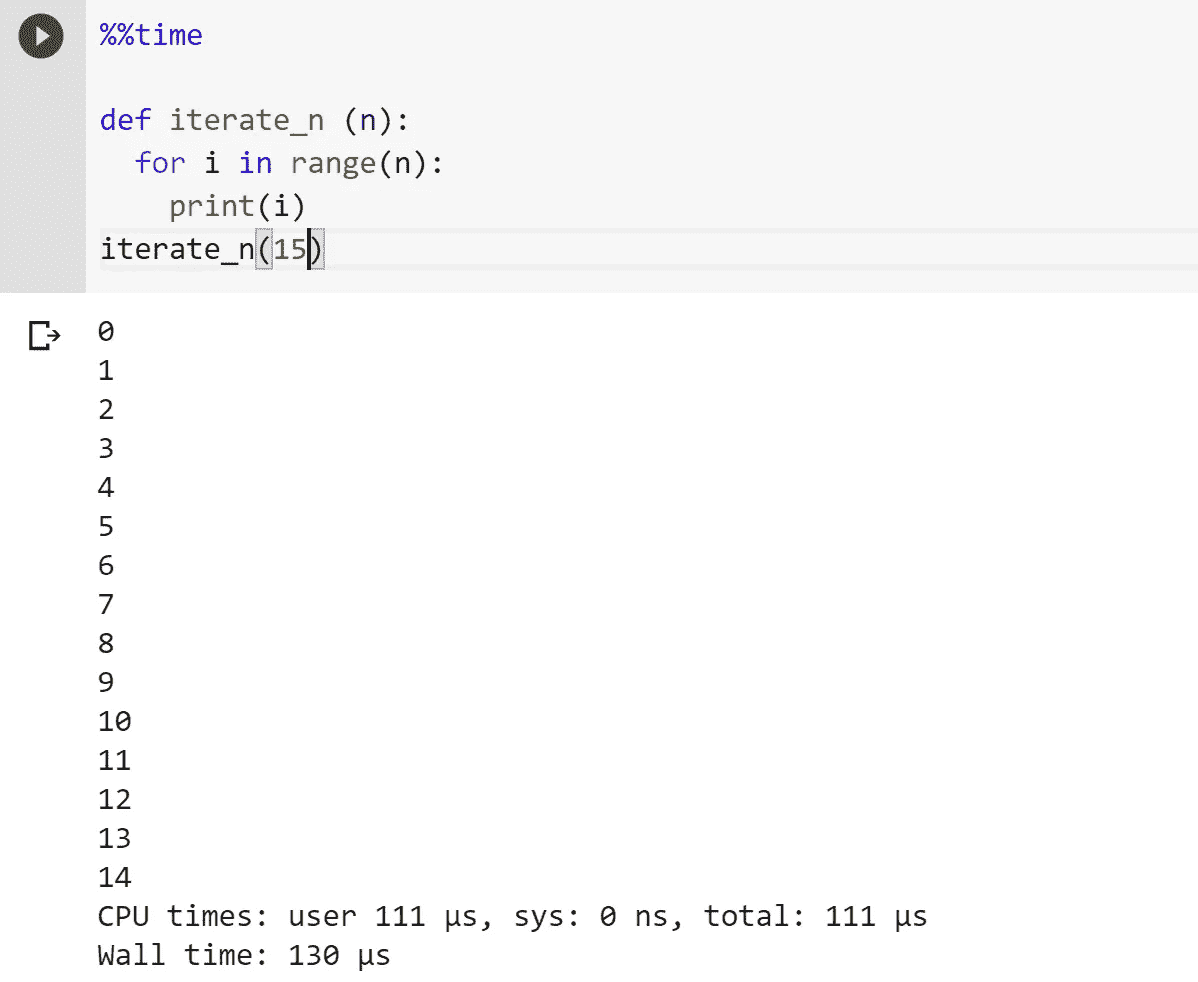 %%time
def iterate_n (n):
  for i in range(n):
    print(i)
iterate_n(15)
0
1
2
3
4
5
6
7
8
9
10
11
12
13
14
CPU times: user 111 µs, sys: 0 ns, total: 111 µs
Wall time: 130 µs